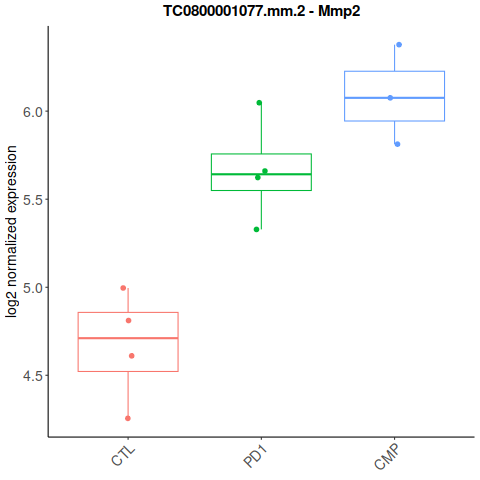 TC0800001077.mm.2 - Mmp2
log2 normalized expression
6.0
5.5
5.0
4.5
CTL
PD1
CMP